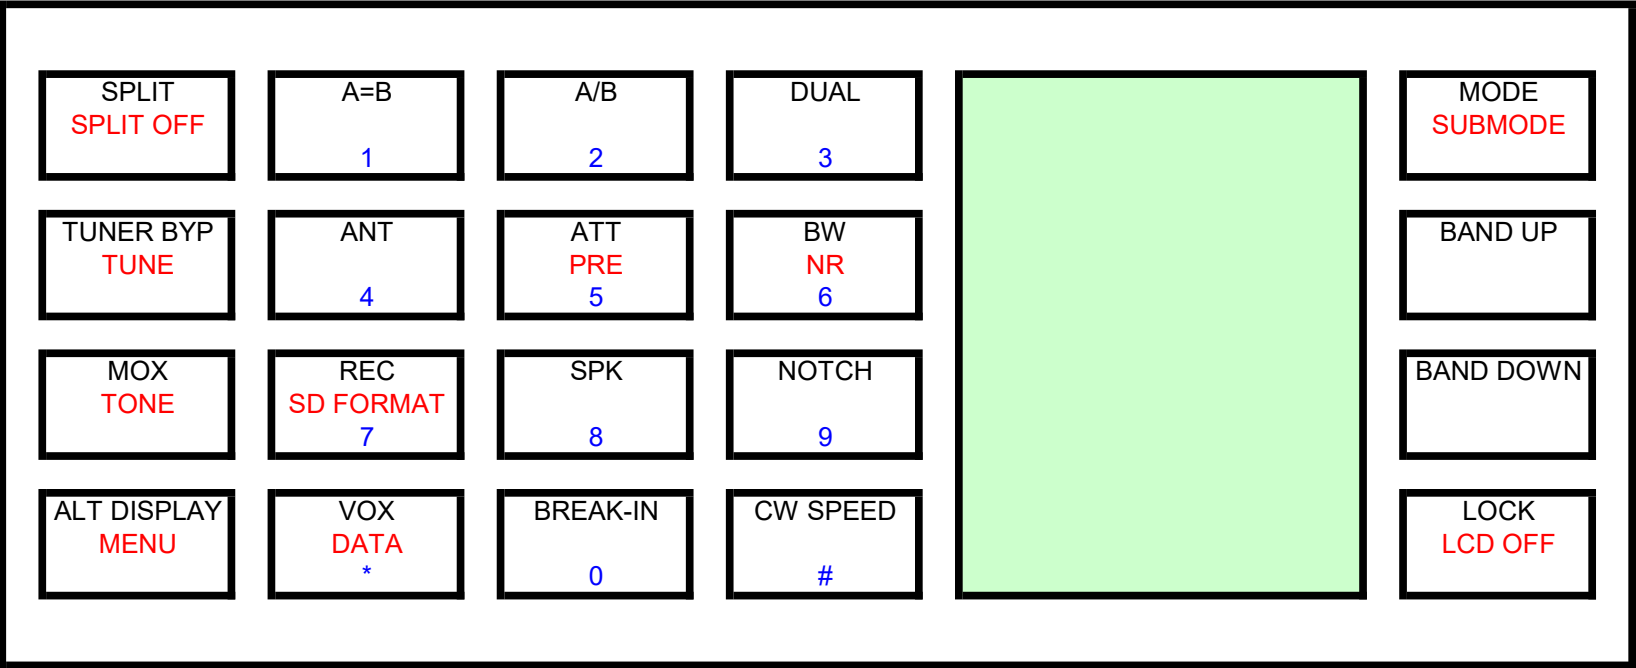 SPLIT
SPLIT OFF
A=B
1
A/B
2
DUAL
3
MODE
SUBMODE
TUNER BYP
TUNE
ANT
4
ATT
PRE
5
BW
NR
6
BAND UP
MOX
TONE
REC
SD FORMAT
7
SPK
8
NOTCH
9
BAND DOWN
ALT DISPLAY
MENU
VOX
DATA
*
BREAK-IN
0
CW SPEED
#
LOCK
LCD OFF